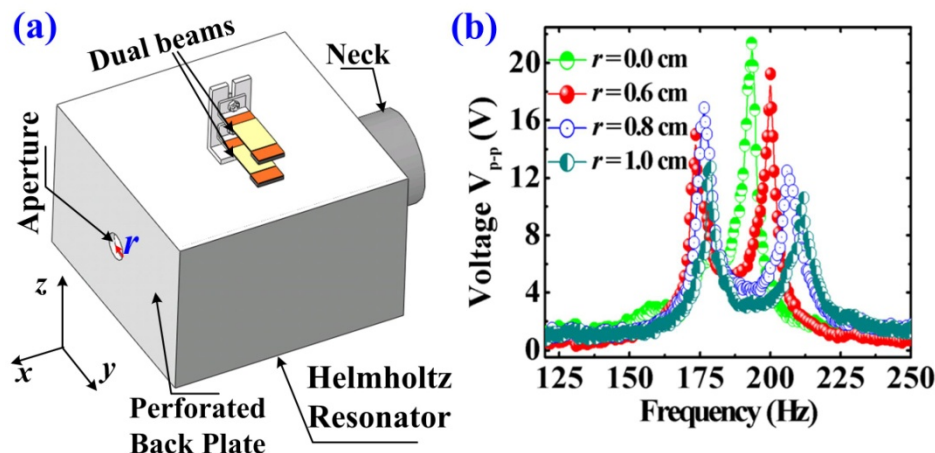 (a)
Dual beams
Neck
Aperture
r
z
x
y
Perforated
Back Plate
Helmholtz
Resonator
(b)
Voltage Vp-p (V)
20
16
12
8
4
0
r = 0.0 cm
r = 0.6 cm
r = 0.8 cm
r = 1.0 cm
125 150 175 200 225 250
Frequency (Hz)